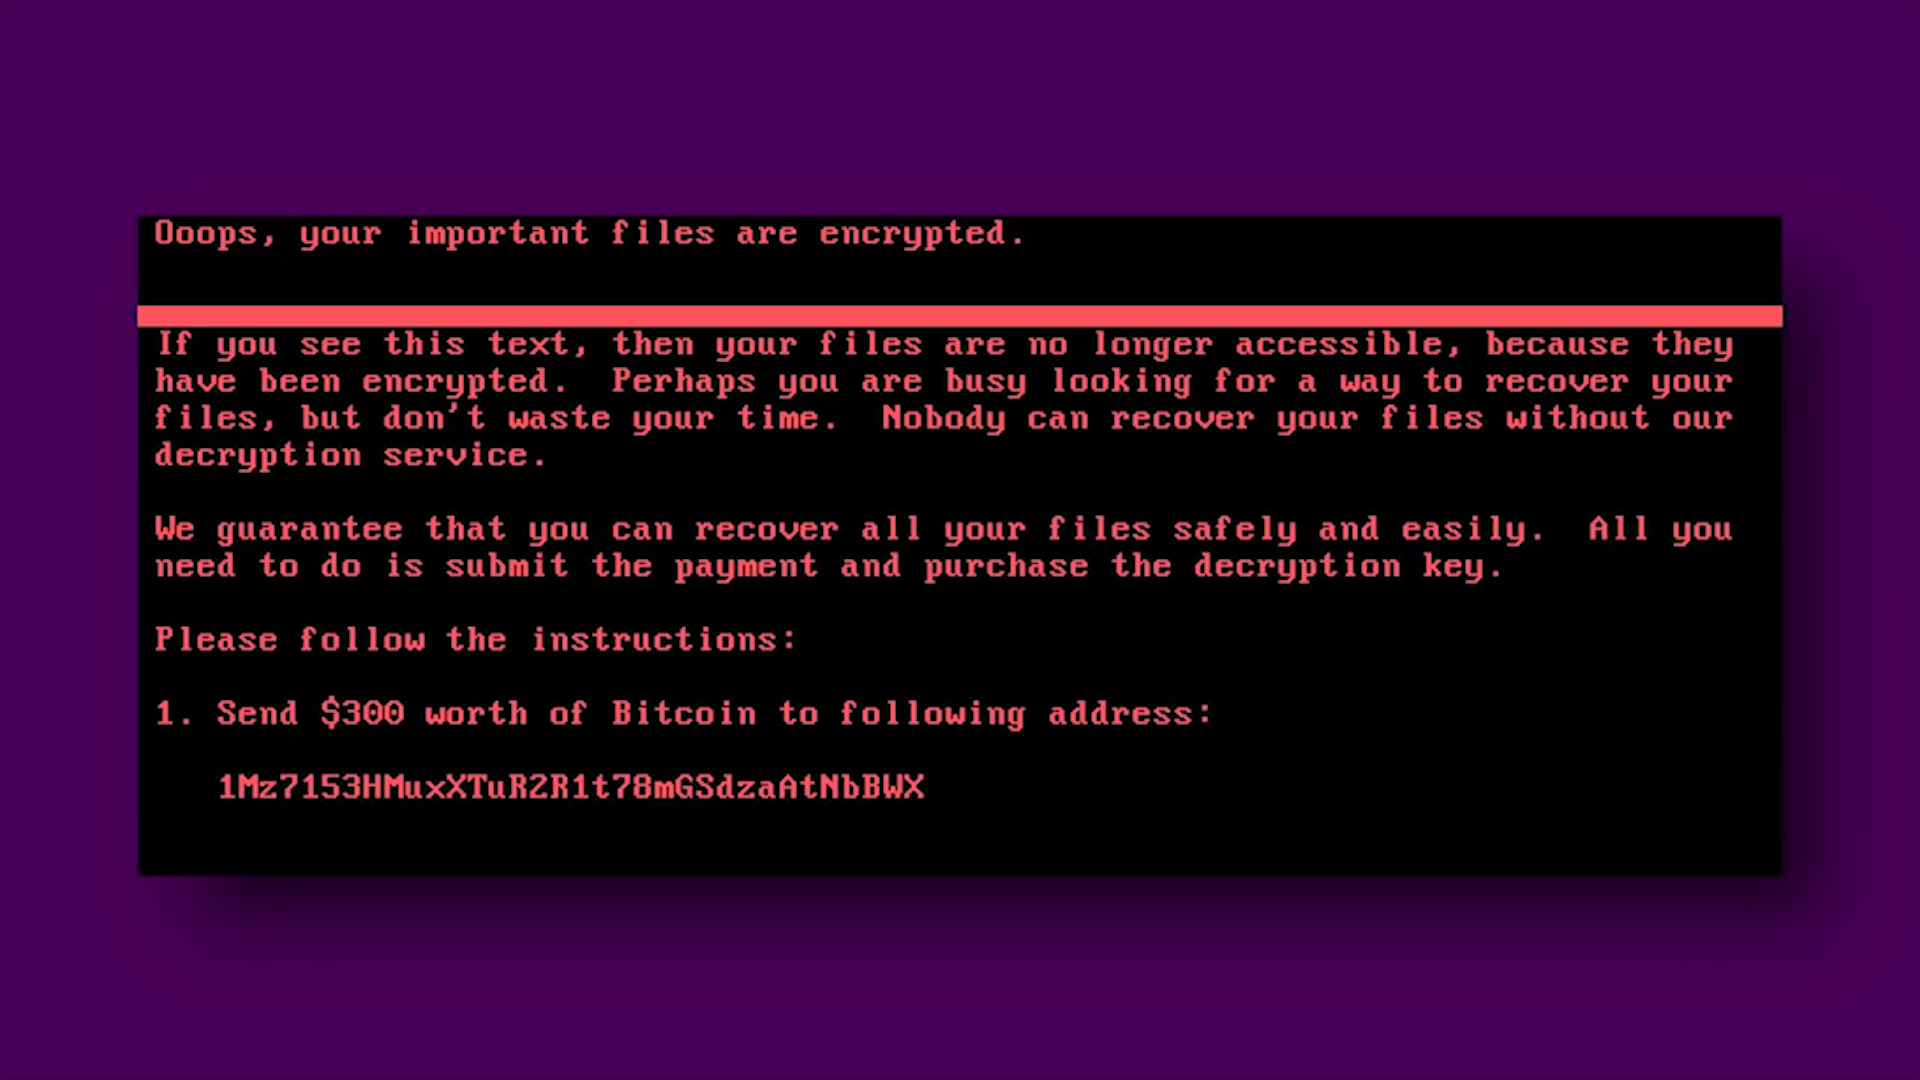 Ooops, your important files are encrypted.
If you see this text, then your files are no longer accessible, because they
have been encrypted.  Perhaps you are busy looking for a way to recover your
files, but don't waste your time.  Nobody can recover your files without our
decryption service.
We guarantee that you can recover all your files safely and easily.  All you
need to do is submit the payment and purchase the decryption key.
Please follow the instructions:
1. Send $300 worth of Bitcoin to following address:
1Mz7153HMuxXTuR2R1t78mGSdzaAtNbBWX